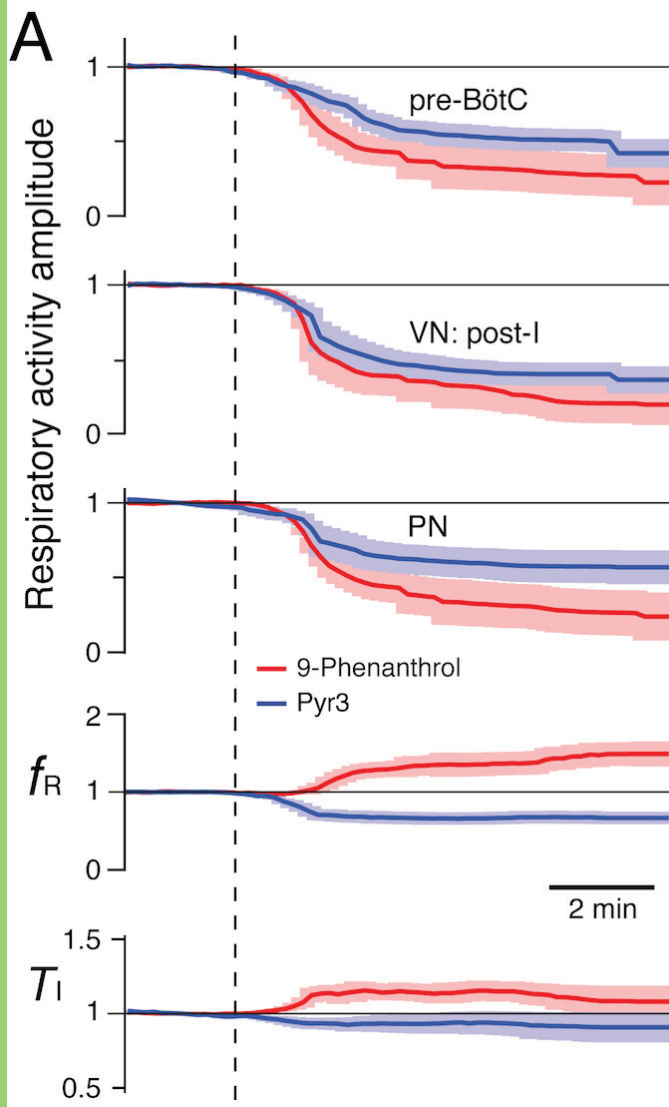 A
Respiratory activity amplitude
1
pre-BötC
0
1
VN: post-I
0
1
PN
0
9-Phenanthrol
Pyr3
2
fR
1
0
2 min
1.5
TI
1
0.5